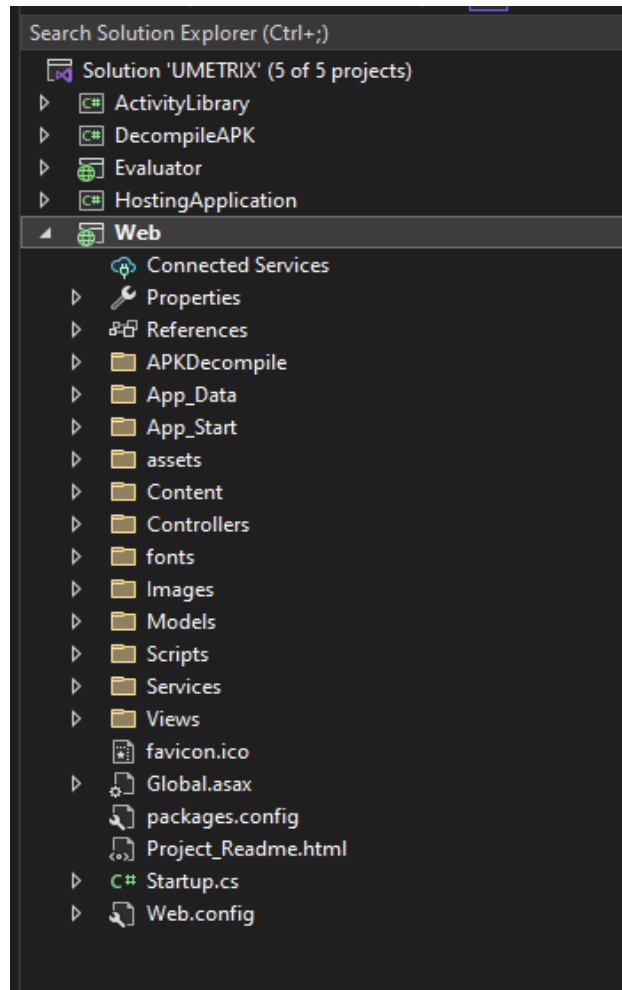 Search Solution Explorer (Ctrl+;)
Solution 'UMETRIX' (5 of 5 projects)
C# ActivityLibrary
C# DecompileAPK
Evaluator
C# HostingApplication
Web
Connected Services
Properties
References
APKDecompile
App_Data
App_Start
assets
Content
Controllers
fonts
Images
Models
Scripts
Services
Views
favicon.ico
Global.asax
packages.config
Project_Readme.html
C# Startup.cs
Web.config